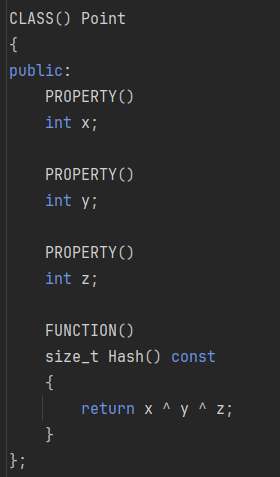 CLASS() Point
{
public:
    PROPERTY()
    int x;

    PROPERTY()
    int y;

    PROPERTY()
    int z;

    FUNCTION()
    size_t Hash() const
    {
        return x ^ y ^ z;
    }
};